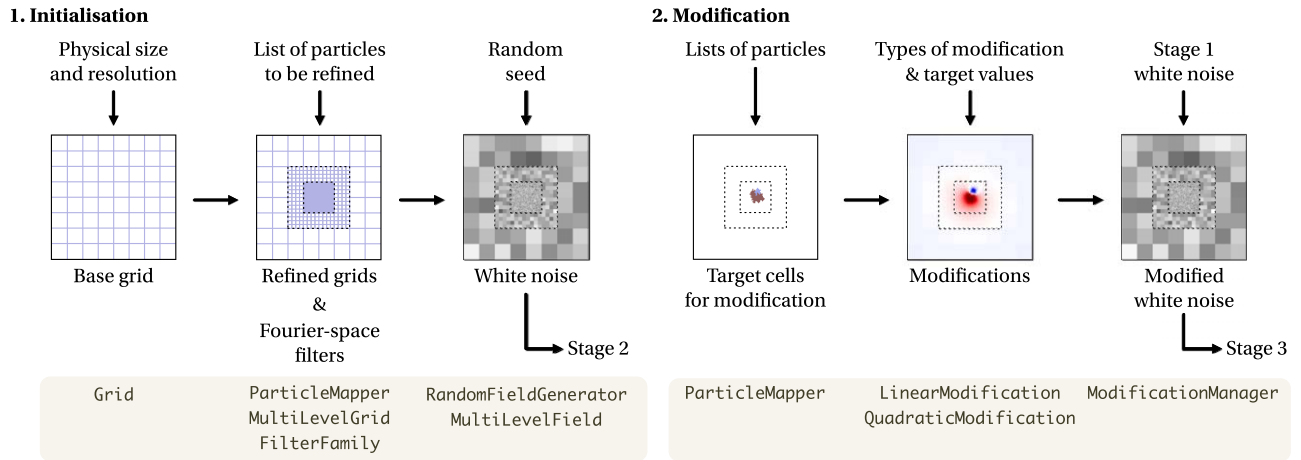 1. Initialisation
Physical size
and resolution
List of particles
to be refined
Random
seed
Base grid
Refined grids
&
Fourier-space
filters
White noise
Stage 2
Grid
ParticleMapper
MultiLevelGrid
FilterFamily
RandomFieldGenerator
MultiLevelField
2. Modification
Lists of particles
Types of modification
& target values
Stage 1
white noise
Target cells
for modification
Modifications
Modified
white noise
Stage 3
ParticleMapper
LinearModification
QuadraticModification
ModificationManager